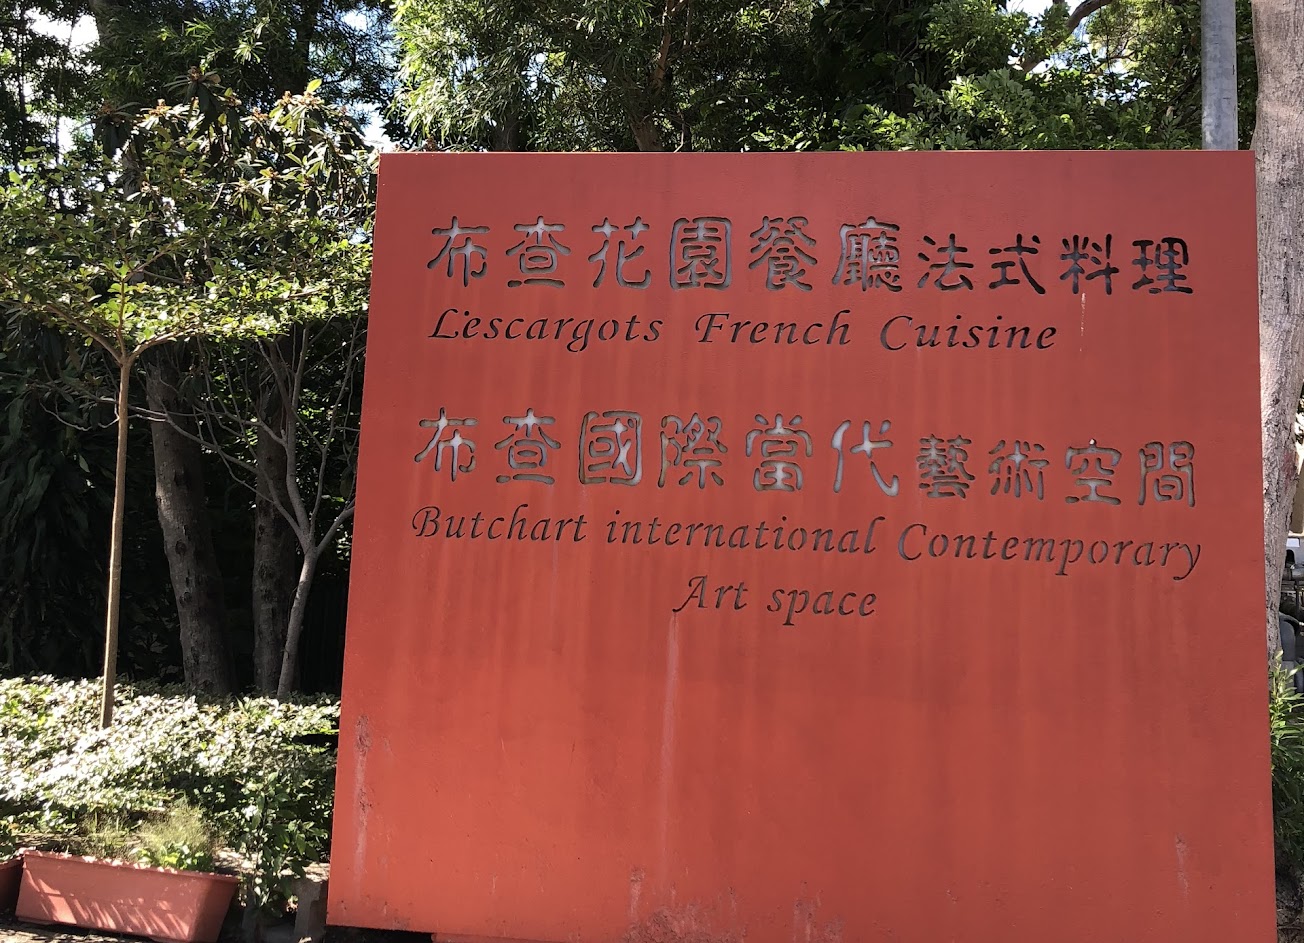 布查花園餐廳法式料理
L'escargots French Cuisine
布查國際當代藝術空間
Butchart international Contemporary
Art space